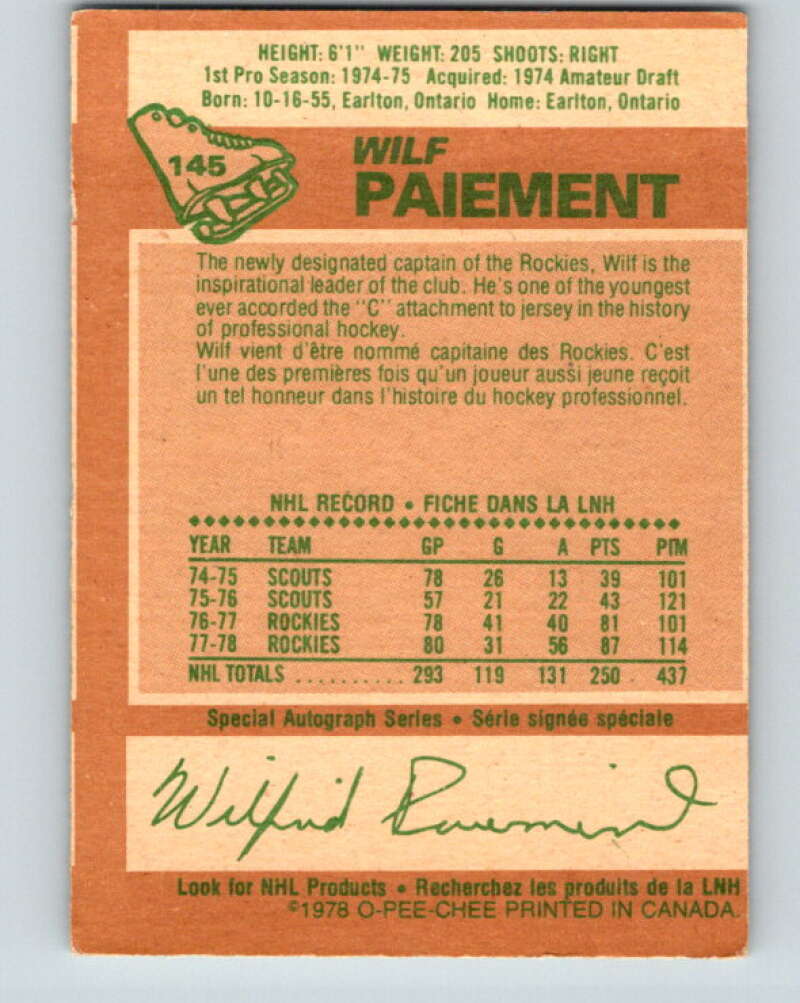 HEIGHT: 6'1" WEIGHT: 205 SHOOTS: RIGHT
1st Pro Season: 1974-75 Acquired: 1974 Amateur Draft
Born: 10-16-55, Earlton, Ontario Home: Earlton, Ontario
145
WILF
PAIEMENT
The newly designated captain of the Rockies, Wilf is the
inspirational leader of the club. He's one of the youngest
ever accorded the "C" attachment to jersey in the history
of professional hockey.
Wilf vient d'être nommé capitaine des Rockies. C'est
l'une des premières fois qu'un joueur aussi jeune reçoit
un tel honneur dans l'histoire du hockey professionnel.
NHL RECORD • FICHE DANS LA LNH
YEAR TEAM GP G A PTS PIM
74-75 SCOUTS 78 26 13 39 101
75-76 SCOUTS 57 21 22 43 121
76-77 ROCKIES 78 41 40 81 101
77-78 ROCKIES 80 31 56 87 114
NHL TOTALS .......... 293 119 131 250 437
Special Autograph Series • Série signée spéciale
Wilfrid Paiement
Look for NHL Products • Recherchez les produits de la LNH
©1978 O-PEE-CHEE PRINTED IN CANADA.